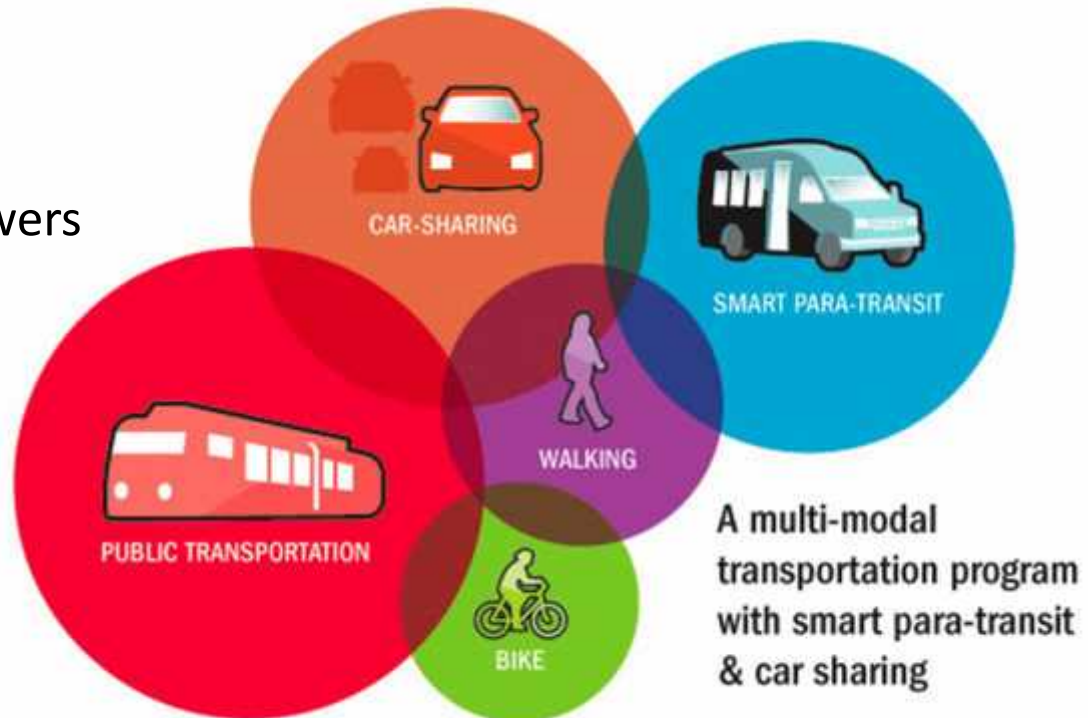 vers
CAR-SHARING
SMART PARA-TRANSIT
WALKING
PUBLIC TRANSPORTATION
BIKE
A multi-modal
transportation program
with smart para-transit
& car sharing